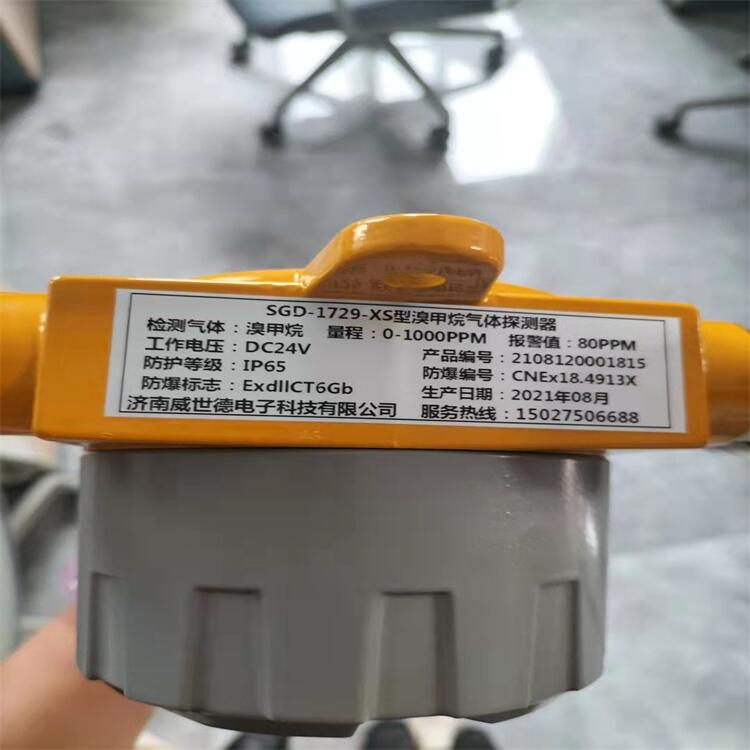 SGD-1729-XS型溴甲烷气体探测器
检测气体：溴甲烷 量程：0-1000PPM 报警值：80PPM
工作电压：DC24V 产品编号：2108120001815
防护等级：IP65 防爆编号：CNEx18.4913X
防爆标志：ExdllCT6Gb 生产日期：2021年08月
济南威世德电子科技有限公司 服务热线：15027506688